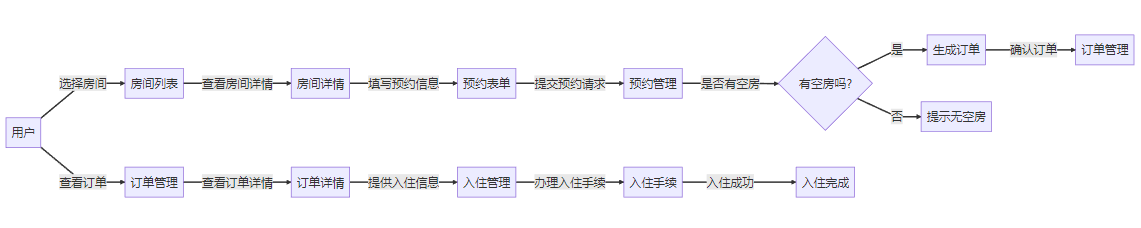 用户
选择房间
房间列表
查看房间详情
房间详情
填写预约信息
预约表单
提交预约请求
预约管理
是否有空房
有空房吗?
是
生成订单
确认订单
订单管理
否
提示无空房
查看订单
订单管理
查看订单详情
订单详情
提供入住信息
入住管理
办理入住手续
入住手续
入住成功
入住完成